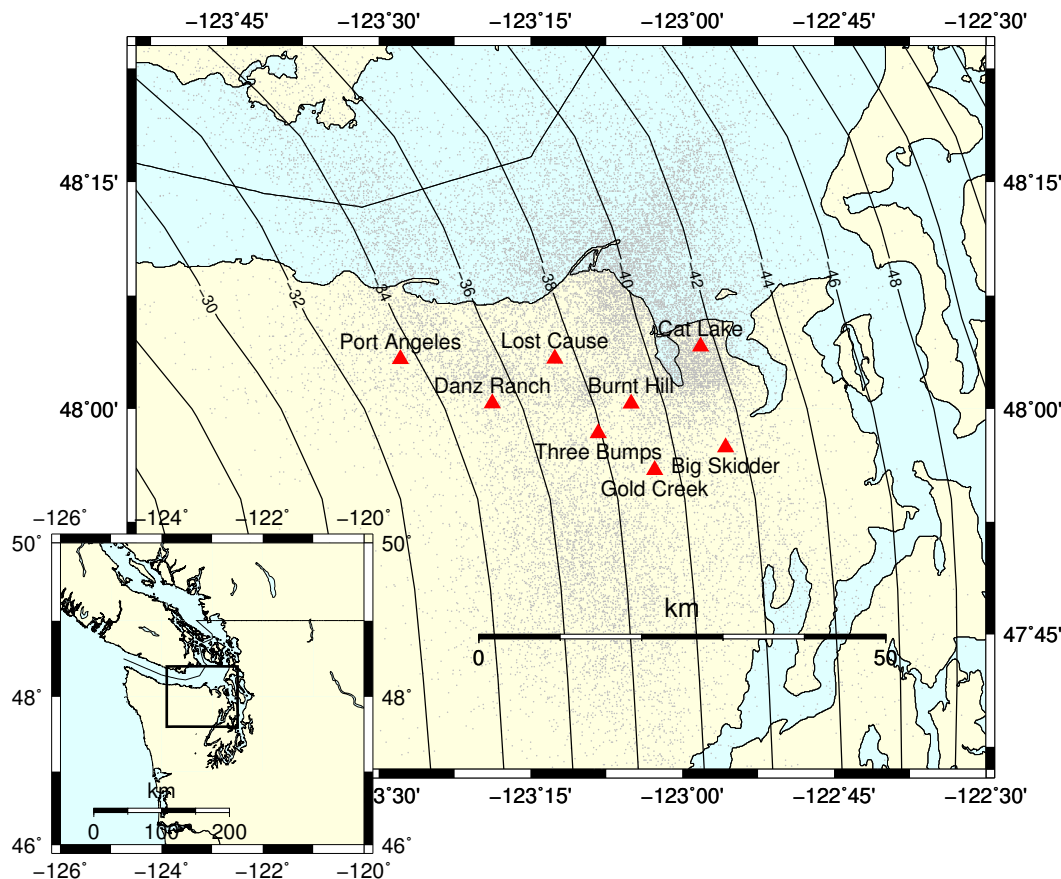 −123˚45' −123˚30' −123˚15' −123˚00' −122˚45' −122˚30'
48˚15' 48˚15'
−30 −32 −34 −36 −38 −40 −42 −44 −46 −48
Port Angeles Lost Cause Cat Lake
Danz Ranch Burnt Hill
48˚00' 48˚00'
Three Bumps Big Skidder
Gold Creek
km
0 50
47˚45'
−123˚30' −123˚15' −123˚00' −122˚45' −122˚30'
−126˚ −124˚ −122˚ −120˚
50˚ 50˚
48˚ 48˚
km
0 100 200
46˚ 46˚
−126˚ −124˚ −122˚ −120˚